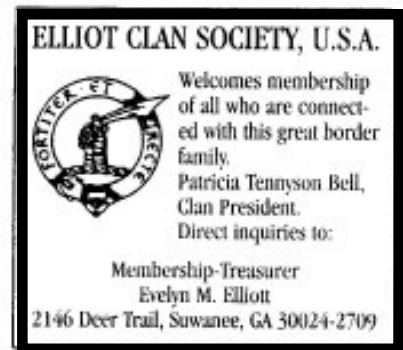 ELLIOT CLAN SOCIETY, U.S.A.
FORTITER · ET RECTE
Welcomes membership
of all who are connect-
ed with this great border
family.
Patricia Tennyson Bell,
Clan President.
Direct inquiries to:
Membership-Treasurer
Evelyn M. Elliott
2146 Deer Trail, Suwanee, GA 30024-2709